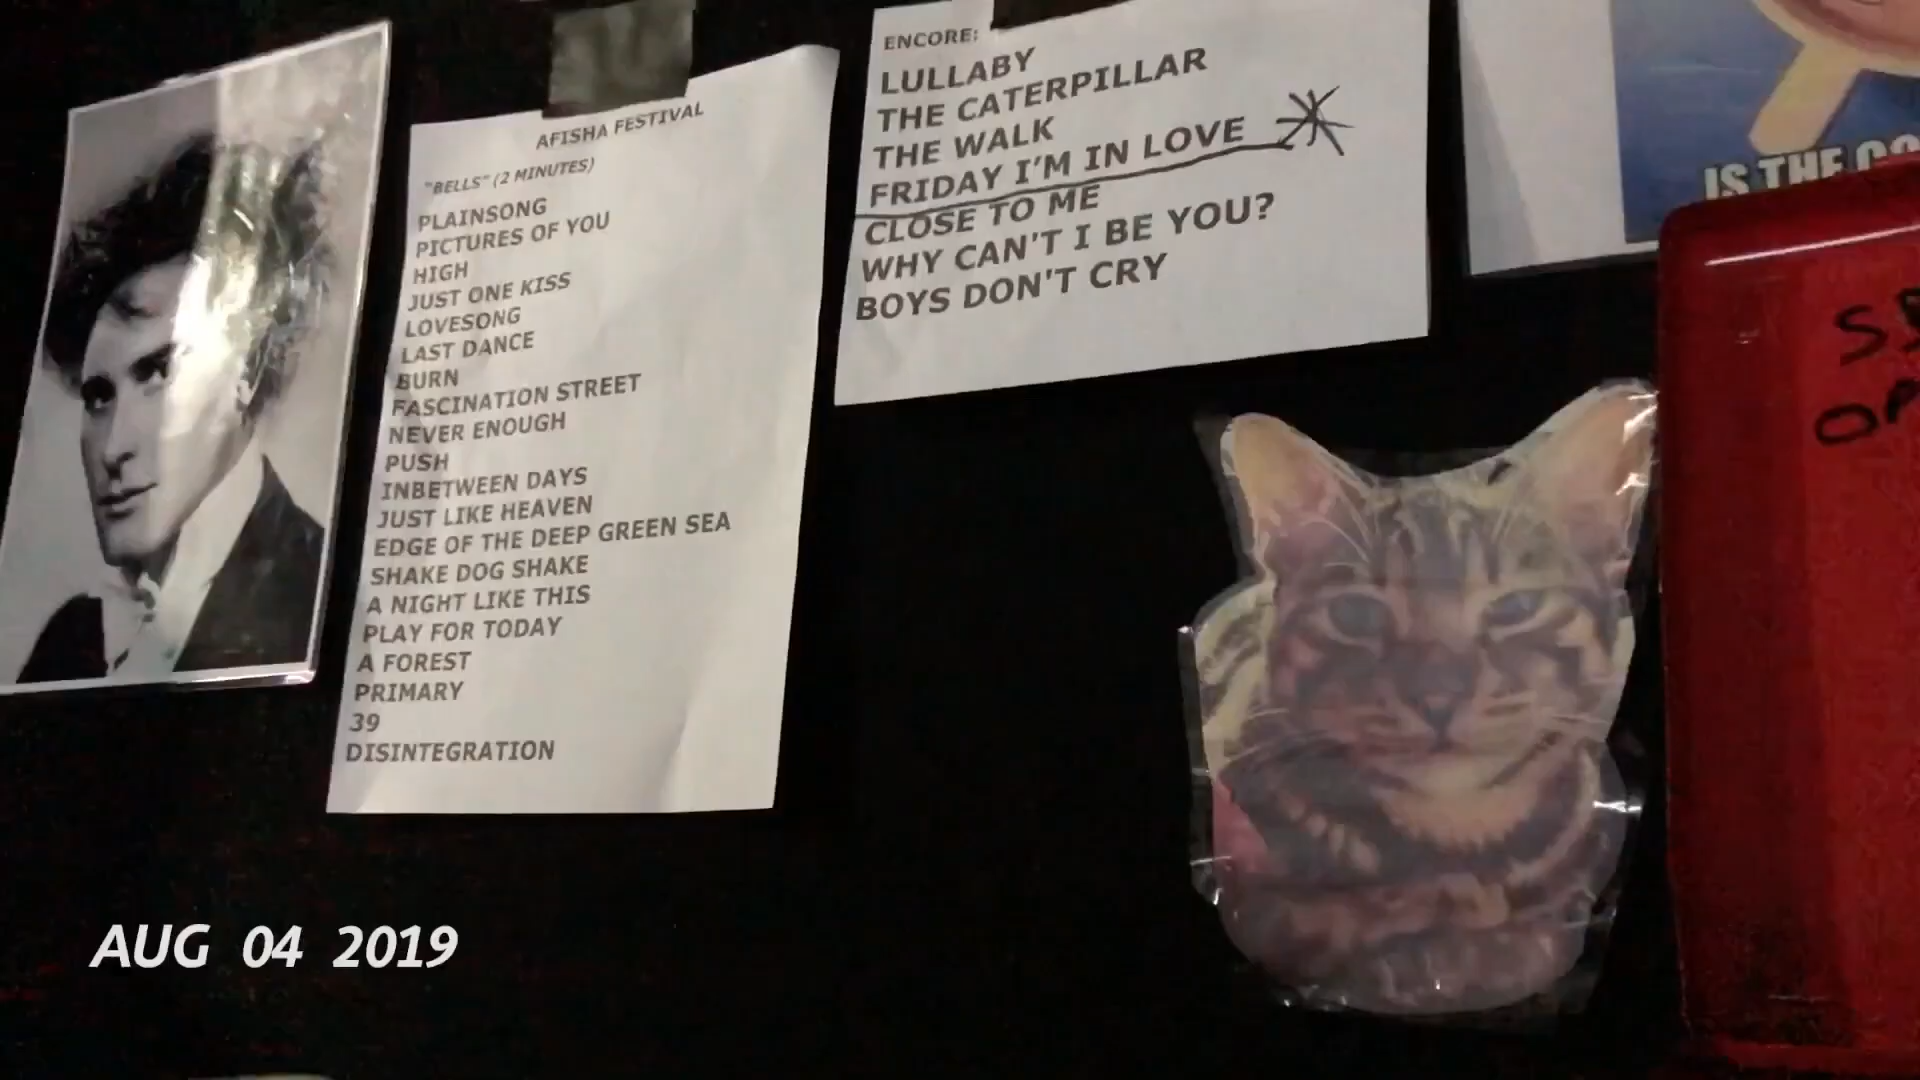 AFISHA FESTIVAL
"BELLS" (2 MINUTES)
PLAINSONG
PICTURES OF YOU
HIGH
JUST ONE KISS
LOVESONG
LAST DANCE
BURN
FASCINATION STREET
NEVER ENOUGH
PUSH
INBETWEEN DAYS
JUST LIKE HEAVEN
EDGE OF THE DEEP GREEN SEA
SHAKE DOG SHAKE
A NIGHT LIKE THIS
PLAY FOR TODAY
A FOREST
PRIMARY
39
DISINTEGRATION
ENCORE:
LULLABY
THE CATERPILLAR
THE WALK
FRIDAY I'M IN LOVE
CLOSE TO ME
WHY CAN'T I BE YOU?
BOYS DON'T CRY
IS THE
AUG 04 2019